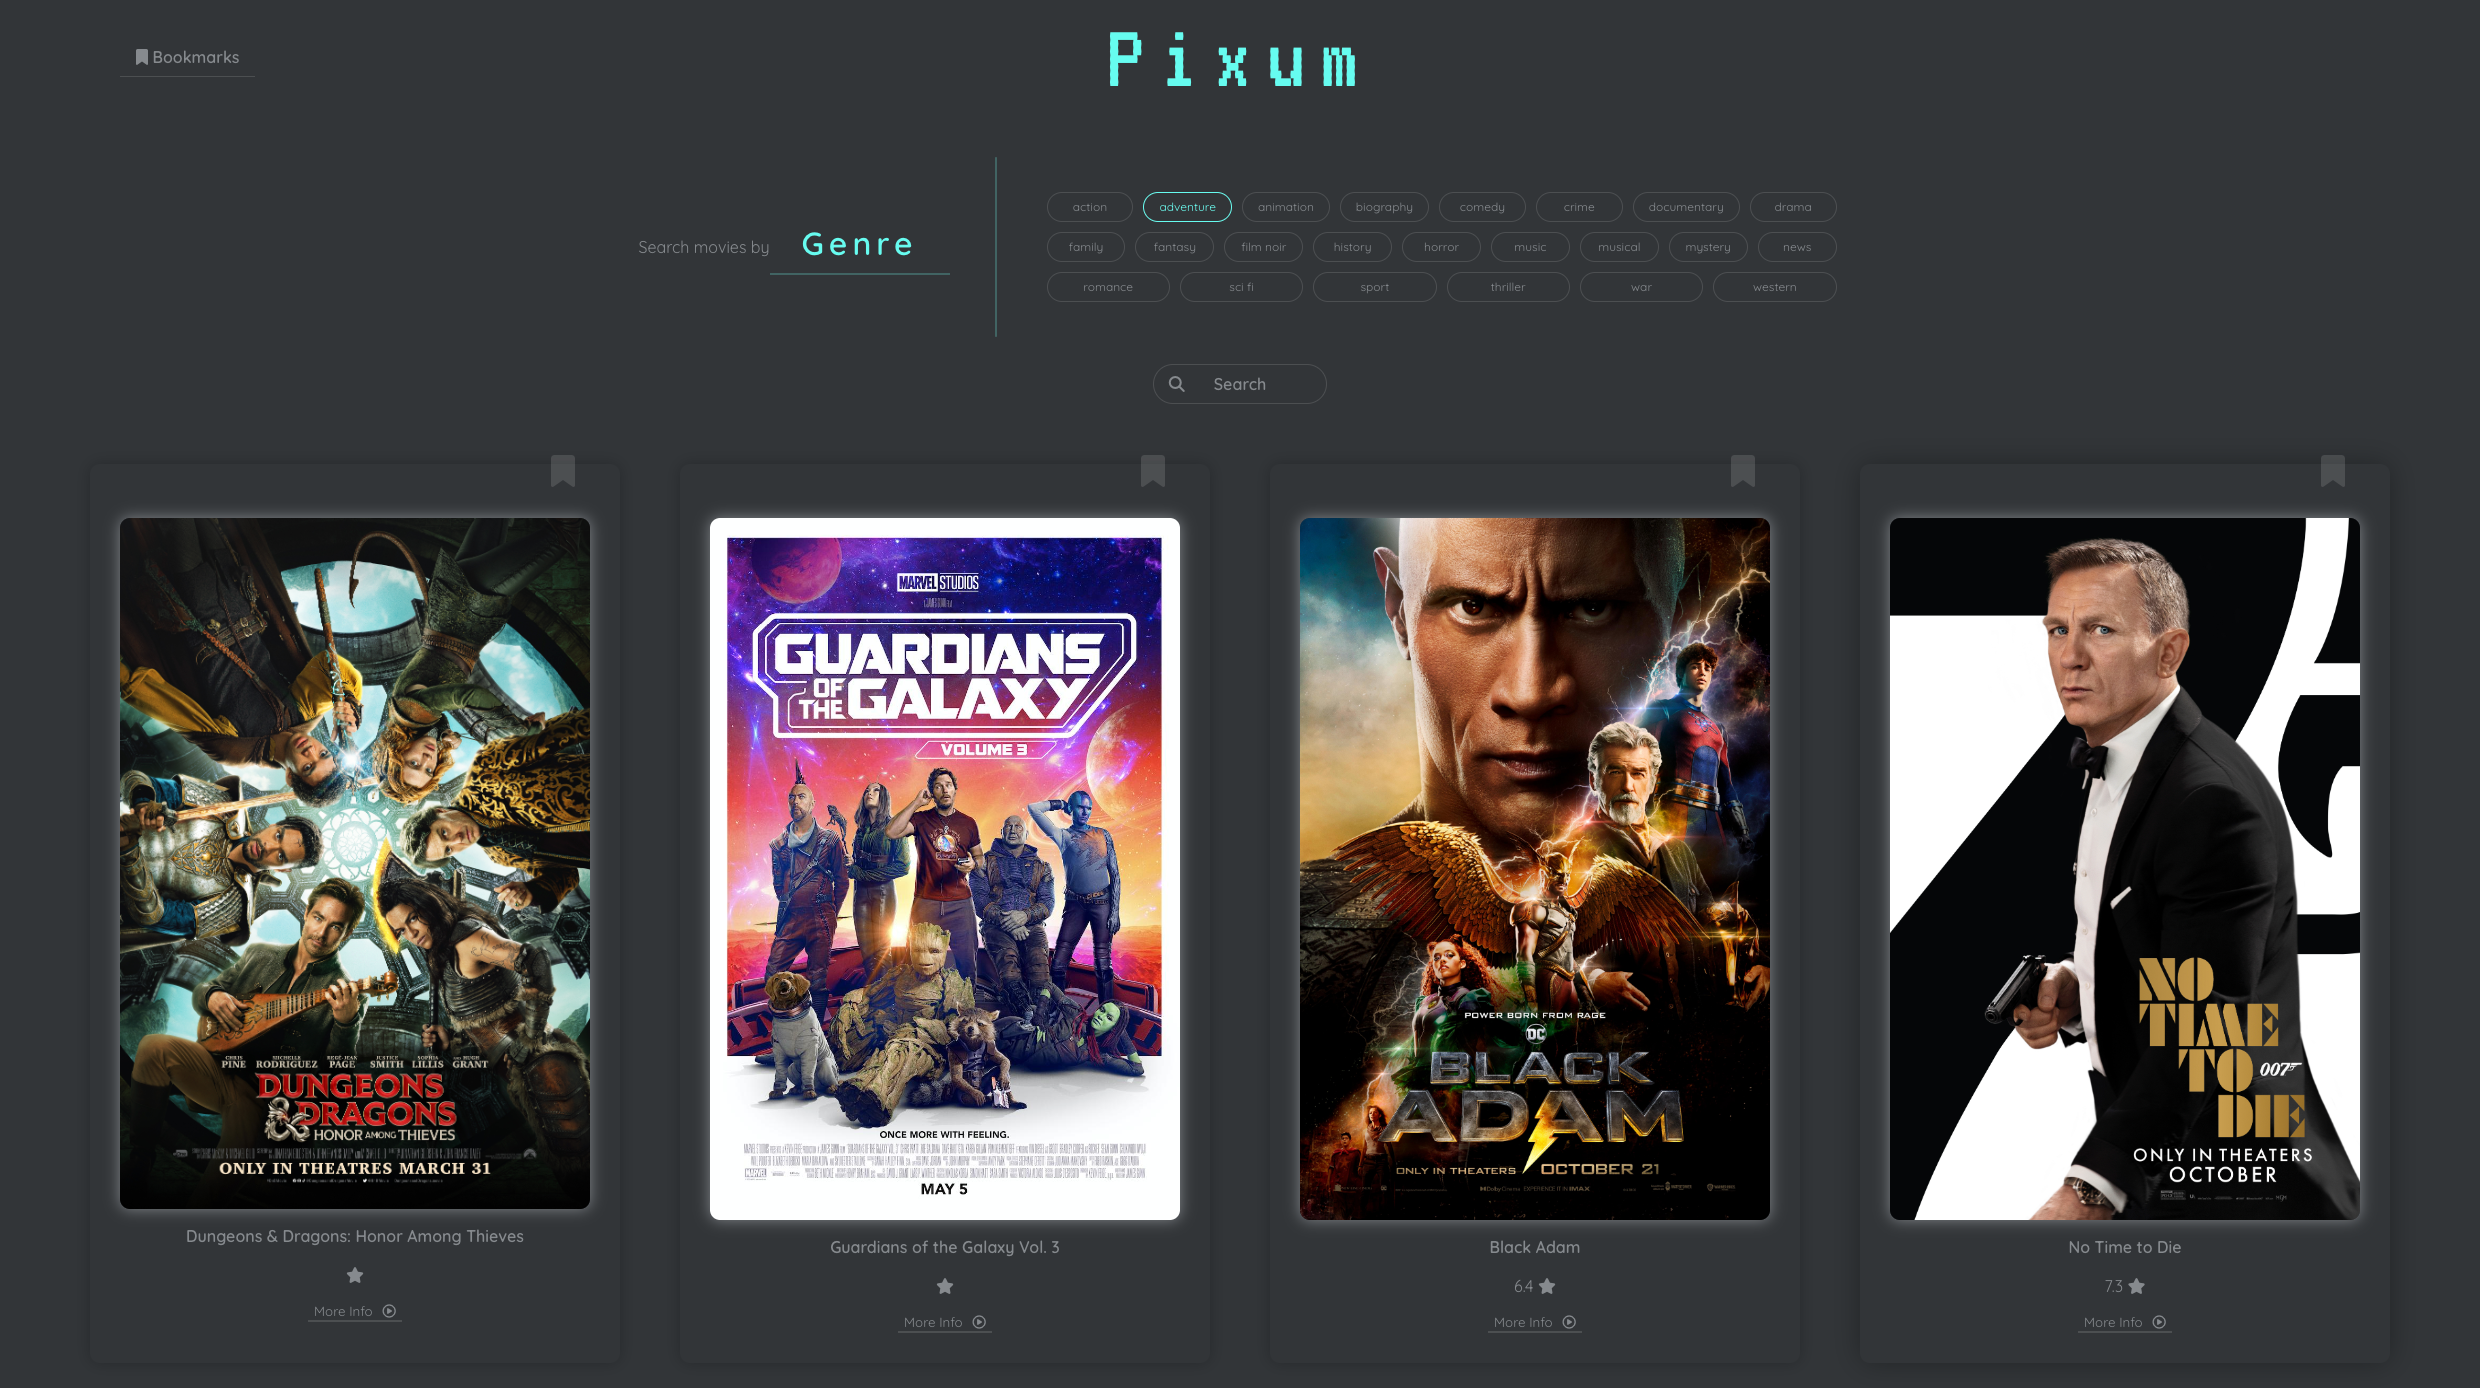 Bookmarks
Pixum
Search movies by Genre
action adventure animation biography comedy crime documentary drama
family fantasy film noir history horror music musical mystery news
romance sci fi sport thriller war western
Search
CHRIS PINE MICHELLE RODRIGUEZ REGÉ-JEAN PAGE JUSTICE SMITH SOPHIA LILLIS AND HUGH GRANT
DUNGEONS
& DRAGONS
HONOR AMONG THIEVES
ONLY IN THEATRES MARCH 31
Dungeons & Dragons: Honor Among Thieves
More Info
MARVEL STUDIOS
GUARDIANS
OF THE GALAXY
VOLUME 3
ONCE MORE WITH FEELING.
MAY 5
Guardians of the Galaxy Vol. 3
More Info
POWER BORN FROM RAGE
DC
BLACK
ADAM
ONLY IN THEATERS OCTOBER 21
Black Adam
6.4
More Info
NO
TIME
TO 007
DIE
ONLY IN THEATERS
OCTOBER
No Time to Die
7.3
More Info